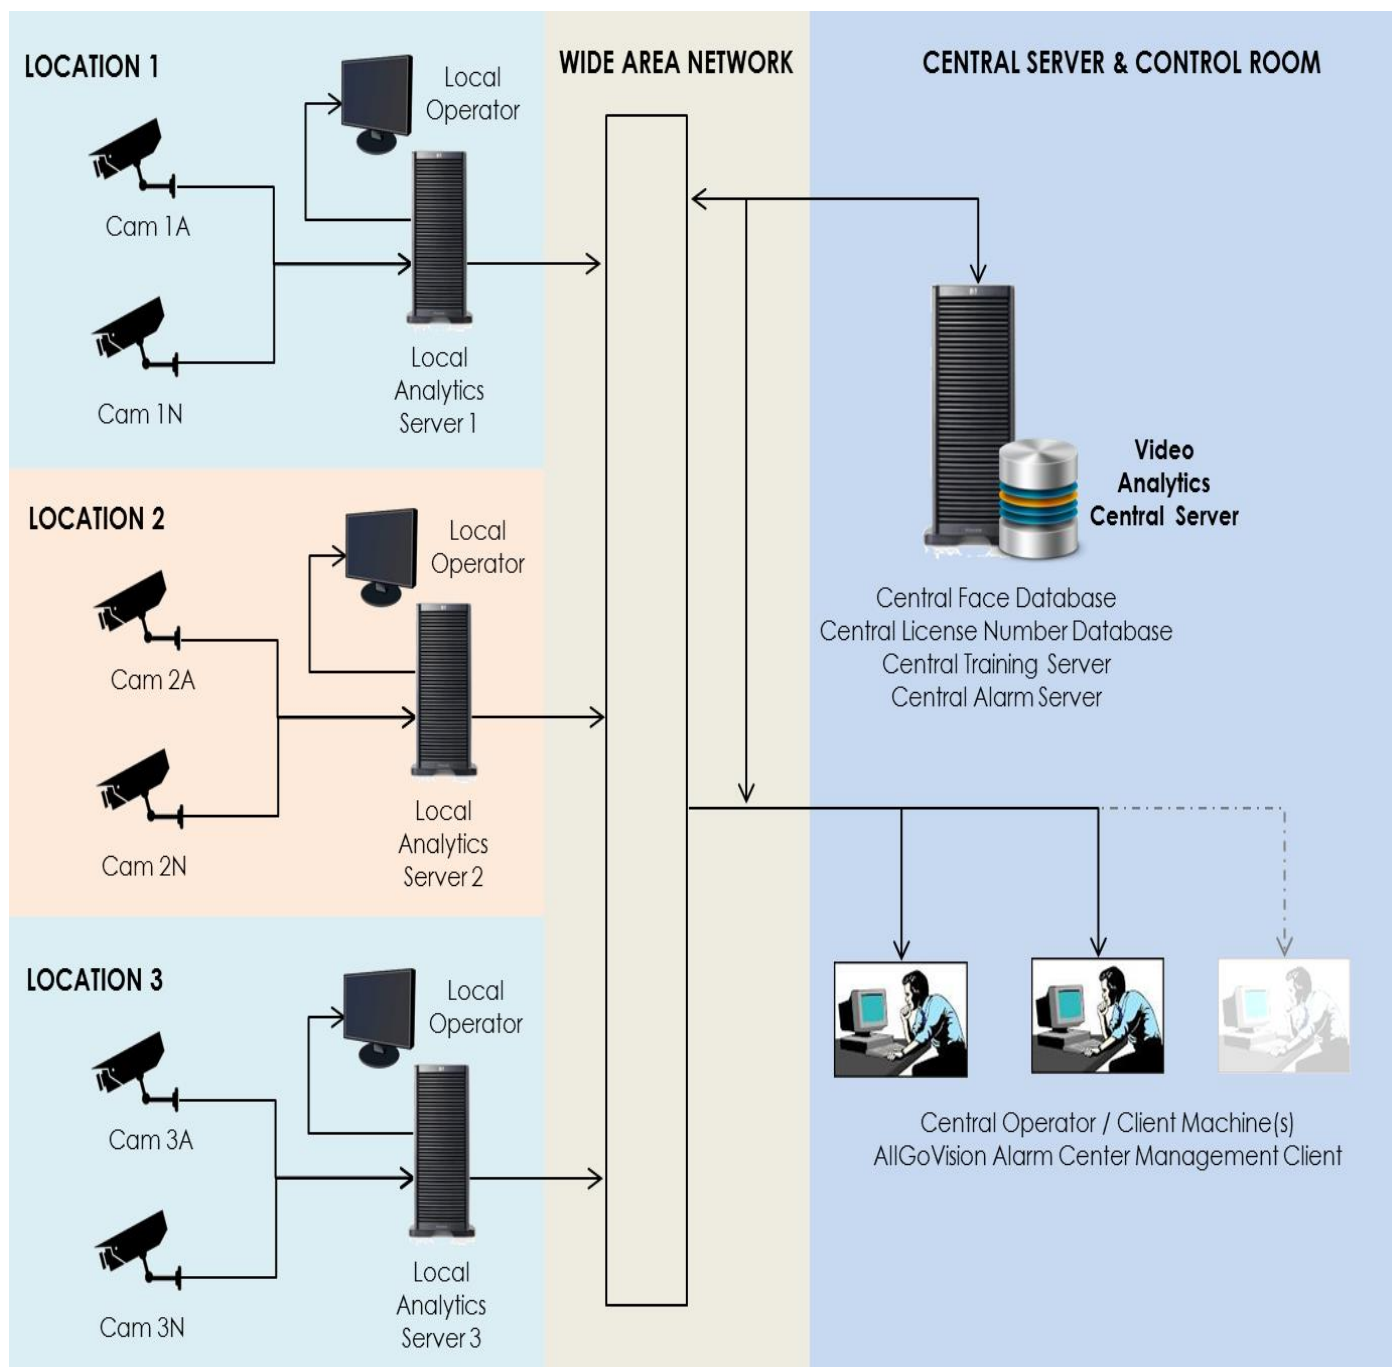 LOCATION 1
Local
Operator
Cam 1A
Cam 1N
Local
Analytics
Server 1
LOCATION 2
Local
Operator
Cam 2A
Cam 2N
Local
Analytics
Server 2
LOCATION 3
Local
Operator
Cam 3A
Cam 3N
Local
Analytics
Server 3
WIDE AREA NETWORK
CENTRAL SERVER & CONTROL ROOM
Video
Analytics
Central Server
Central Face Database
Central License Number Database
Central Training Server
Central Alarm Server
Central Operator / Client Machine(s)
AllGoVision Alarm Center Management Client